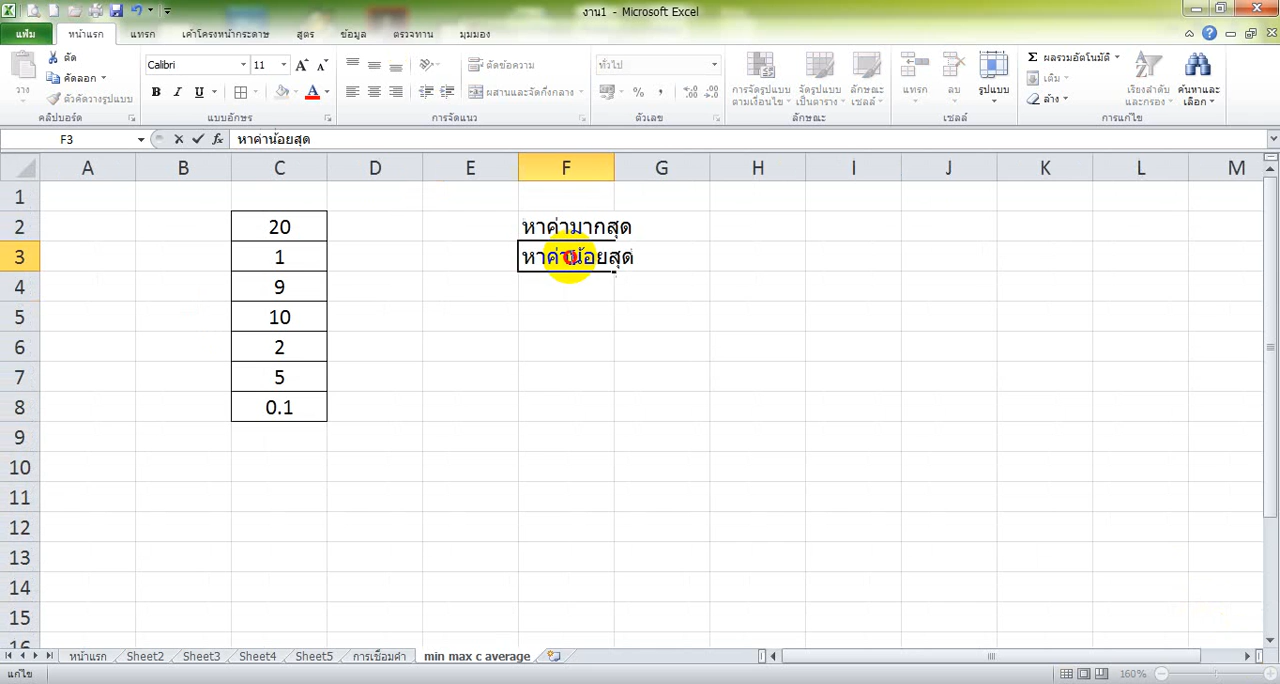 งาน1 - Microsoft Excel
แฟ้ม หน้าแรก แทรก เค้าโครงหน้ากระดาษ สูตร ข้อมูล ตรวจทาน มุมมอง
วาง
ตัด
คัดลอก
ตัวคัดวางรูปแบบ
คลิปบอร์ด
Calibri 11
B I U
แบบอักษร
ตัดข้อความ
ผสานและจัดกึ่งกลาง
การจัดแนว
ทั่วไป
%
ตัวเลข
การจัดรูปแบบ
ตามเงื่อนไข
จัดรูปแบบ
เป็นตาราง
ลักษณะ
เซลล์
ลักษณะ
แทรก ลบ รูปแบบ
เซลล์
Σ ผลรวมอัตโนมัติ
เติม
ล้าง
เรียงลำดับ
และกรอง
ค้นหาและ
เลือก
การแก้ไข
F3 fx หาค่าน้อยสุด
A B C D E F G H I J K L M
1
2 20 หาค่ามากสุด
3 1 หาค่าน้อยสุด
4 9
5 10
6 2
7 5
8 0.1
9
10
11
12
13
14
15
16
หน้าแรก Sheet2 Sheet3 Sheet4 Sheet5 การเชื่อมคำ min max c average
แก้ไข 160%